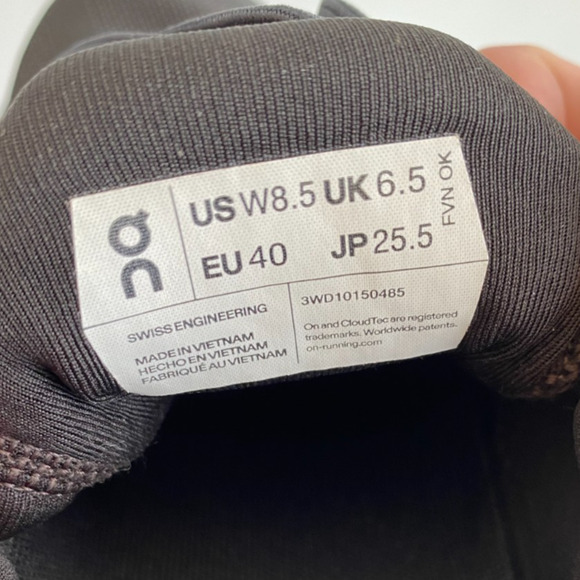 on
US W8.5 UK 6.5
EU 40 JP 25.5
FVN OK
SWISS ENGINEERING
MADE IN VIETNAM
HECHO EN VIETNAM
FABRIQUÉ AU VIETNAM
3WD10150485
On and CloudTec are registered
trademarks. Worldwide patents.
on-running.com